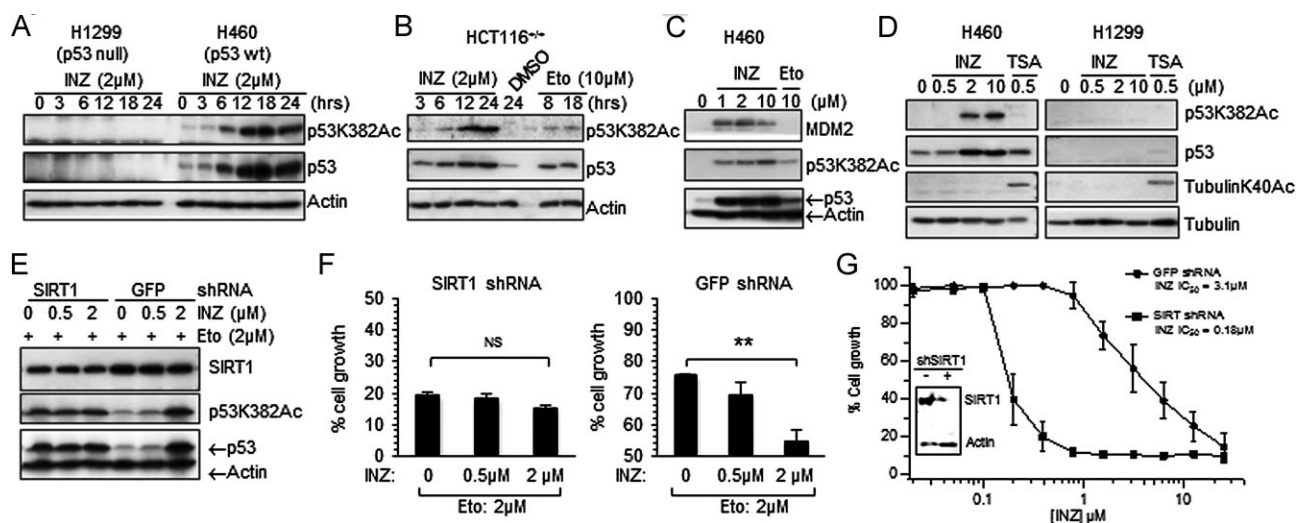 A
H1299
(p53 null)
H460
(p53 wt)
INZ (2μM)
INZ (2μM)
0 3 6 12 18 24
0 3 6 12 18 24 (hrs)
p53K382Ac
p53
Actin
B
HCT116+/+
INZ (2μM)
DMSO
Eto (10μM)
3 6 12 24 24 8 18 (hrs)
p53K382Ac
p53
Actin
C
H460
INZ Eto
0 1 2 10 10 (μM)
MDM2
p53K382Ac
←p53
←Actin
D
H460
H1299
INZ TSA
INZ TSA
0 0.5 2 10 0.5
0 0.5 2 10 0.5 (μM)
p53K382Ac
p53
TubulinK40Ac
Tubulin
E
SIRT1 GFP shRNA
0 0.5 2 0 0.5 2 INZ (μM)
+ + + + + + Eto (2μM)
SIRT1
p53K382Ac
←p53
←Actin
F
SIRT1 shRNA
% cell growth
50
40
30
20
10
0
NS
INZ: 0 0.5μM 2 μM
Eto: 2μM
GFP shRNA
% cell growth
100
90
80
70
60
50
**
INZ: 0 0.5μM 2 μM
Eto: 2μM
G
% Cell growth
100
80
60
40
20
0
GFP shRNA
INZ IC50 = 3.1μM
SIRT shRNA
INZ IC50 = 0.18μM
shSIRT1
- +
SIRT1
Actin
0.1 1 10
[INZ] μM